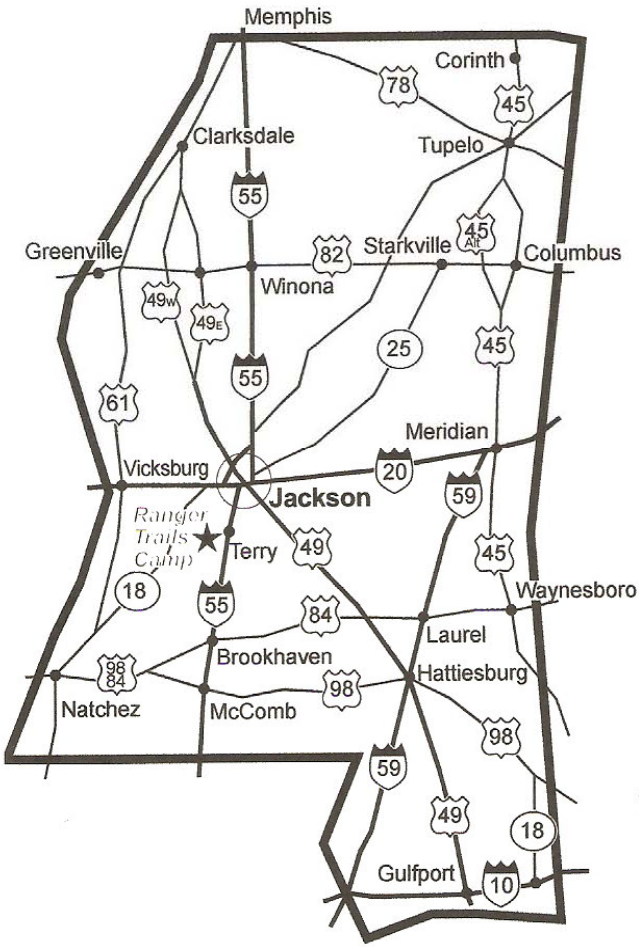 Memphis
Corinth
78
45
Clarksdale
Tupelo
55
45
Alt
Greenville
82
Starkville
Columbus
Winona
49W
49E
25
45
55
61
Meridian
Vicksburg
20
59
Jackson
Ranger
Trails
Camp
Terry
49
45
18
55
84
Waynesboro
Laurel
Brookhaven
98
84
Hattiesburg
98
Natchez
McComb
98
59
49
18
Gulfport
10